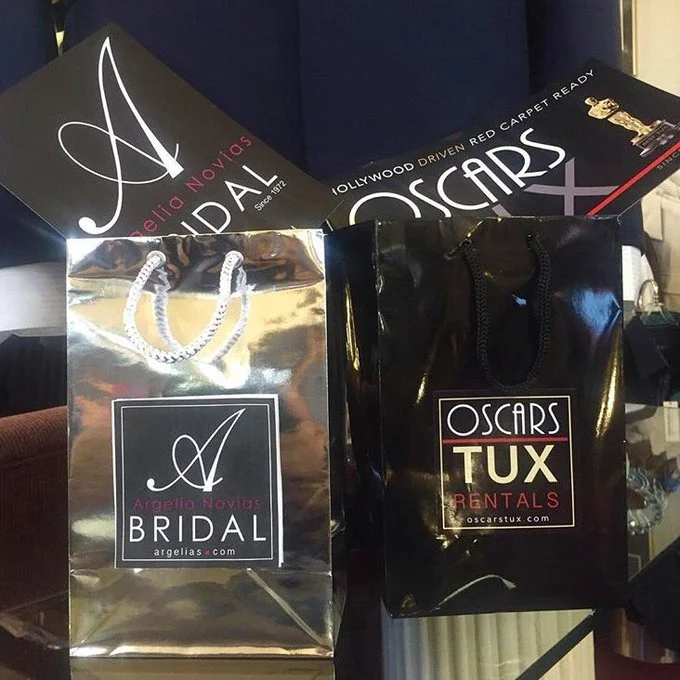 A
Argelia Novias
BRIDAL
Since 1972
HOLLYWOOD DRIVEN RED CARPET READY
OSCARS
SINCE
A
Argelia Novias
BRIDAL
argelias.com
OSCARS
TUX
RENTALS
oscarstux.com